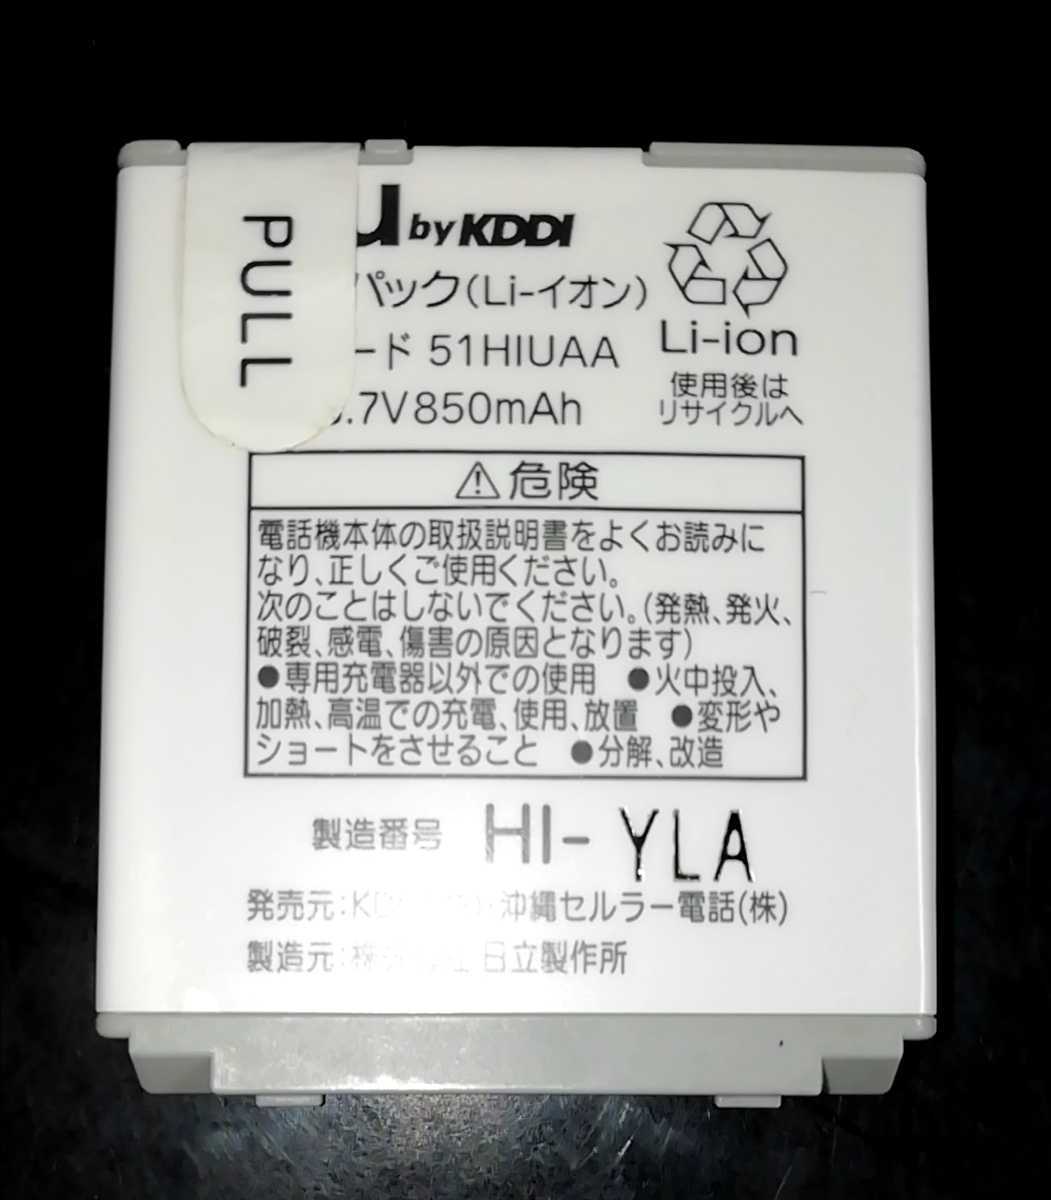 PULL
u by KDDI
パック(Li-イオン)
ード 51HIUAA
.7V850mAh
Li-ion
使用後は
リサイクルへ
⚠危険
電話機本体の取扱説明書をよくお読みに
なり、正しくご使用ください。
次のことはしないでください。(発熱、発火、
破裂、感電、傷害の原因となります)
●専用充電器以外での使用 ●火中投入、
加熱、高温での充電、使用、放置 ●変形や
ショートをさせること ●分解、改造
製造番号 HI- YLA
発売元:KD 沖縄セルラー電話(株)
製造元:株 日立製作所